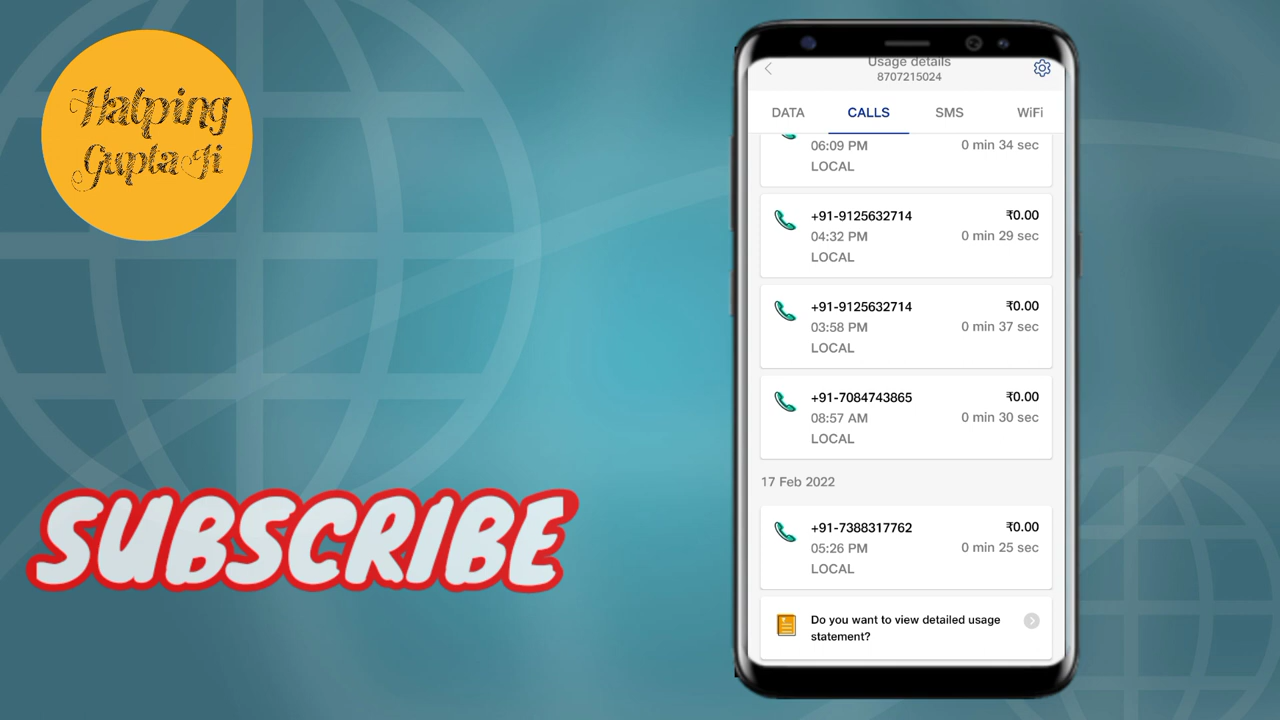 Halping
Gupta Ji
SUBSCRIBE
Usage details
8707215024
DATA CALLS SMS WiFi
06:09 PM 0 min 34 sec
LOCAL
+91-9125632714 ₹0.00
04:32 PM 0 min 29 sec
LOCAL
+91-9125632714 ₹0.00
03:58 PM 0 min 37 sec
LOCAL
+91-7084743865 ₹0.00
08:57 AM 0 min 30 sec
LOCAL
17 Feb 2022
+91-7388317762 ₹0.00
05:26 PM 0 min 25 sec
LOCAL
Do you want to view detailed usage
statement?